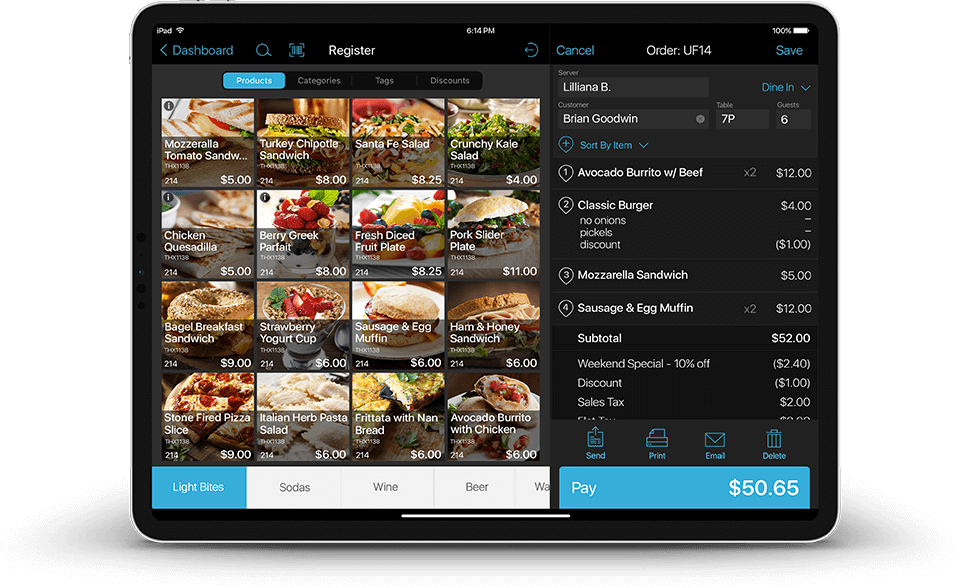 iPad
6:14 PM
100%
Dashboard
Register
Cancel
Order: UF14
Save
Products
Categories
Tags
Discounts
Mozzeralla
Tomato Sandw...
THX1138
214
$5.00
Turkey Chipotle
Sandwich
THX1138
214
$8.00
Santa Fe Salad
THX1138
214
$8.25
Crunchy Kale
Salad
THX1138
214
$4.00
Chicken
Quesadilla
THX1138
214
$5.00
Berry Greek
Parfait
THX1138
214
$8.00
Fresh Diced
Fruit Plate
THX1138
214
$8.25
Pork Slider
Plate
THX1138
214
$11.00
Bagel Breakfast
Sandwich
THX1138
214
$9.00
Strawberry
Yogurt Cup
THX1138
214
$6.00
Sausage & Egg
Muffin
THX1138
214
$6.00
Ham & Honey
Sandwich
THX1138
214
$6.00
Stone Fired Pizza
Slice
THX1138
214
$9.00
Italian Herb Pasta
Salad
THX1138
214
$6.00
Frittata with Nan
Bread
THX1138
214
$6.00
Avocado Burrito
with Chicken
THX1138
214
$6.00
Light Bites
Sodas
Wine
Beer
Wa
Server
Lilliana B.
Dine In
Customer
Brian Goodwin
Table
7P
Guests
6
Sort By Item
1 Avocado Burrito w/ Beef x2 $12.00
2 Classic Burger $4.00
no onions –
pickels –
discount ($1.00)
3 Mozzarella Sandwich $5.00
4 Sausage & Egg Muffin x2 $12.00
Subtotal $52.00
Weekend Special - 10% off ($2.40)
Discount ($1.00)
Sales Tax $2.00
Send
Print
Email
Delete
Pay $50.65